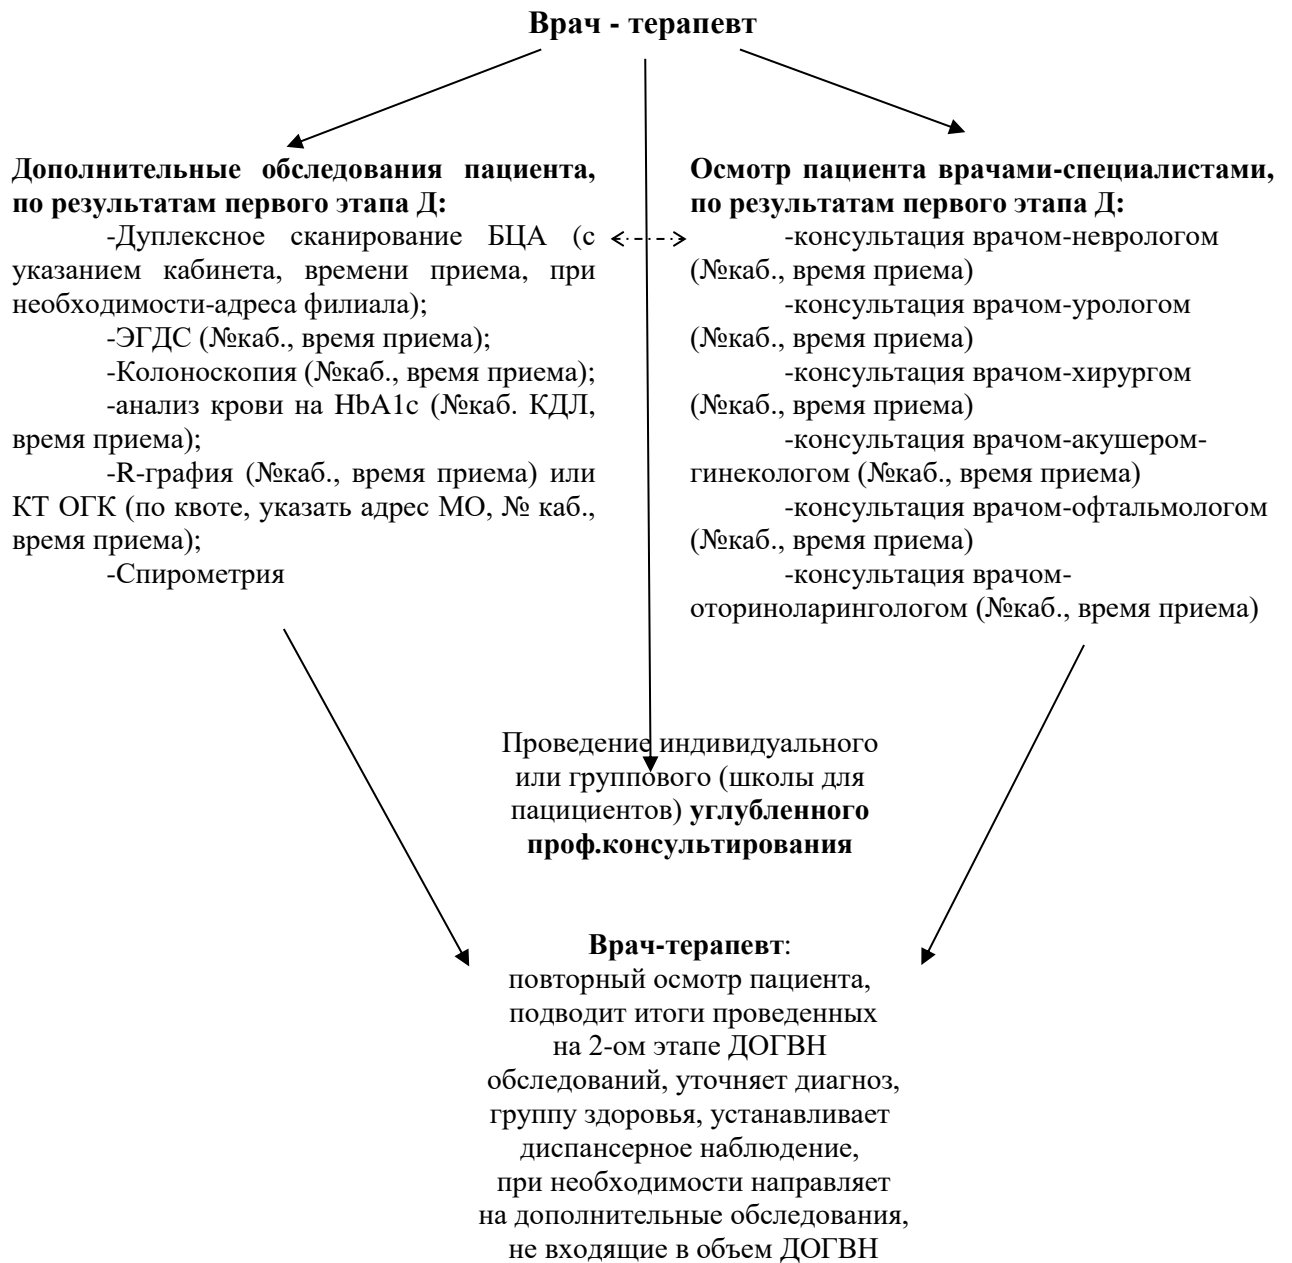 Врач - терапевт
Дополнительные обследования пациента,
по результатам первого этапа Д:
-Дуплексное сканирование БЦА (с
указанием кабинета, времени приема, при
необходимости-адреса филиала);
-ЭГДС (№каб., время приема);
-Колоноскопия (№каб., время приема);
-анализ крови на HbA1c (№каб. КДЛ,
время приема);
-R-графия (№каб., время приема) или
КТ ОГК (по квоте, указать адрес МО, № каб.,
время приема);
-Спирометрия
Осмотр пациента врачами-специалистами,
по результатам первого этапа Д:
-консультация врачом-неврологом
(№каб., время приема)
-консультация врачом-урологом
(№каб., время приема)
-консультация врачом-хирургом
(№каб., время приема)
-консультация врачом-акушером-
гинекологом (№каб., время приема)
-консультация врачом-офтальмологом
(№каб., время приема)
-консультация врачом-
оториноларингологом (№каб., время приема)
Проведение индивидуального
или группового (школы для
пацициентов) углубленного
проф.консультирования
Врач-терапевт:
повторный осмотр пациента,
подводит итоги проведенных
на 2-ом этапе ДОГВН
обследований, уточняет диагноз,
группу здоровья, устанавливает
диспансерное наблюдение,
при необходимости направляет
на дополнительные обследования,
не входящие в объем ДОГВН